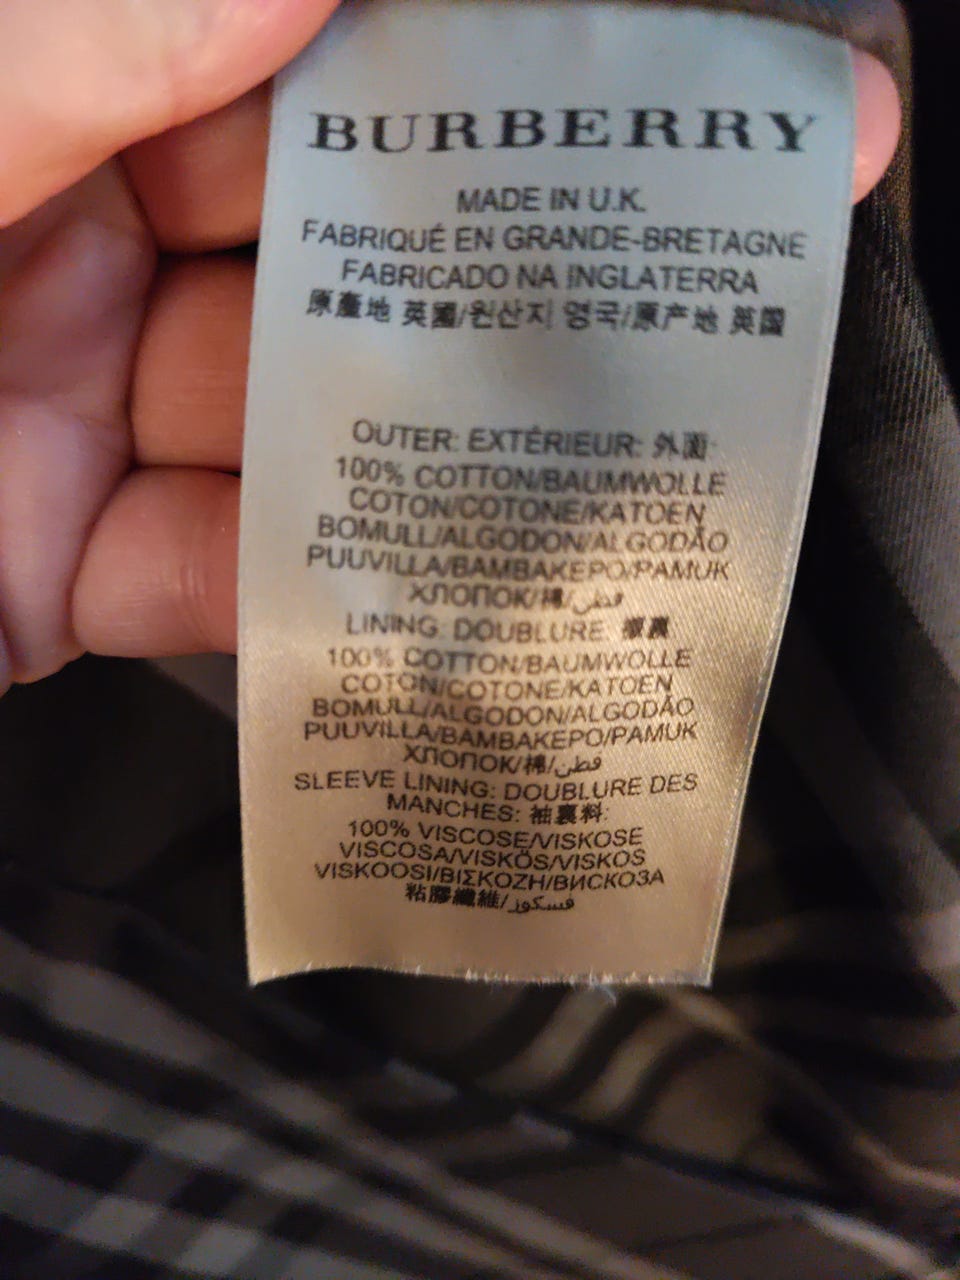 BURBERRY
MADE IN U.K.
FABRIQUÉ EN GRANDE-BRETAGNE
FABRICADO NA INGLATERRA
原產地 英國/원산지 영국/原产地 英国
OUTER: EXTÉRIEUR: 外面:
100% COTTON/BAUMWOLLE
COTON/COTONE/KATOEN
BOMULL/ALGODON/ALGODÃO
PUUVILLA/BAMBAKEPO/PAMUK
ХЛОПОК/棉/قطن
LINING: DOUBLURE:
100% COTTON/BAUMWOLLE
COTON/COTONE/KATOEN
BOMULL/ALGODON/ALGODÃO
PUUVILLA/BAMBAKEPO/PAMUK
ХЛОПОК/棉/قطن
SLEEVE LINING: DOUBLURE DES
MANCHES: 袖裏料:
100% VISCOSE/VISKOSE
VISCOSA/VISKÖS/VISKOS
VISKOOSI/ΒΙΣΚΟΖΗ/ВИСКОЗА
粘膠纖維/فسكوز